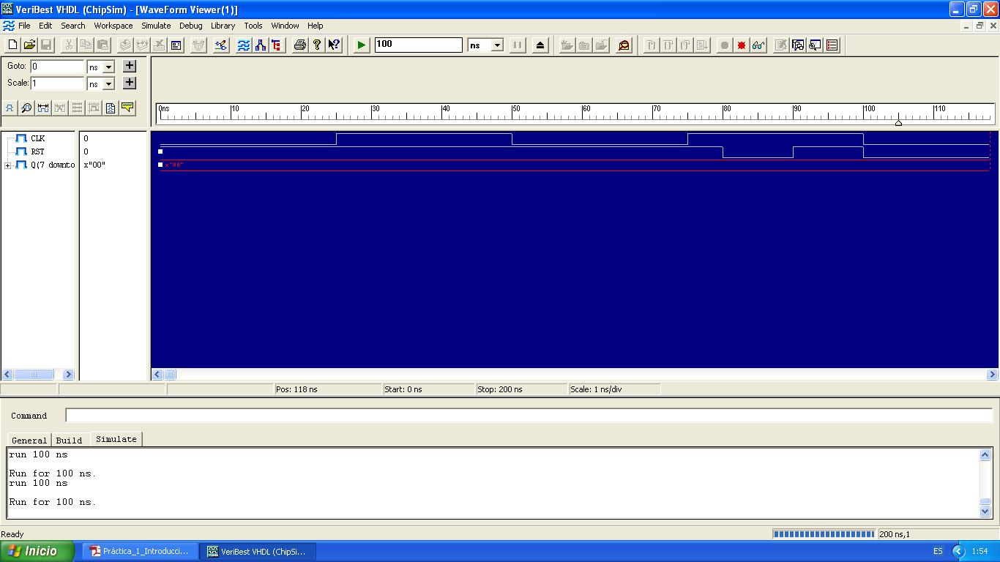 VeriBest VHDL (ChipSim) - [WaveForm Viewer(1)]
File Edit Search Workspace Simulate Debug Library Tools Window Help
100 ns
Goto: 0 ns
Scale: 1 ns
0ns 10 20 30 40 50 60 70 80 90 100 110
CLK 0
RST 0
Q(7 downto x"00" x"00"
Pos: 118 ns Start: 0 ns Stop: 200 ns Scale: 1 ns/div
Command
General Build Simulate
run 100 ns
Run for 100 ns.
run 100 ns
Run for 100 ns.
Ready 200 ns,1
Inicio Práctica_1_Introducci... VeriBest VHDL (ChipSi... ES 1:54